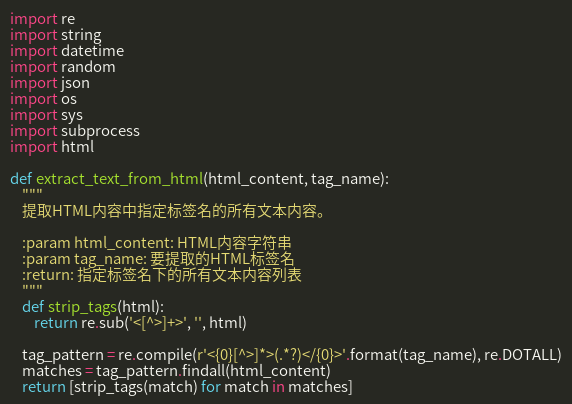 import re
import string
import datetime
import random
import json
import os
import sys
import subprocess
import html

def extract_text_from_html(html_content, tag_name):
    """
    提取HTML内容中指定标签名的所有文本内容。

    :param html_content: HTML内容字符串
    :param tag_name: 要提取的HTML标签名
    :return: 指定标签名下的所有文本内容列表
    """
    def strip_tags(html):
        return re.sub('<[^>]+>', '', html)

    tag_pattern = re.compile(r'<{0}[^>]*>(.*?)</{0}>'.format(tag_name), re.DOTALL)
    matches = tag_pattern.findall(html_content)
    return [strip_tags(match) for match in matches]